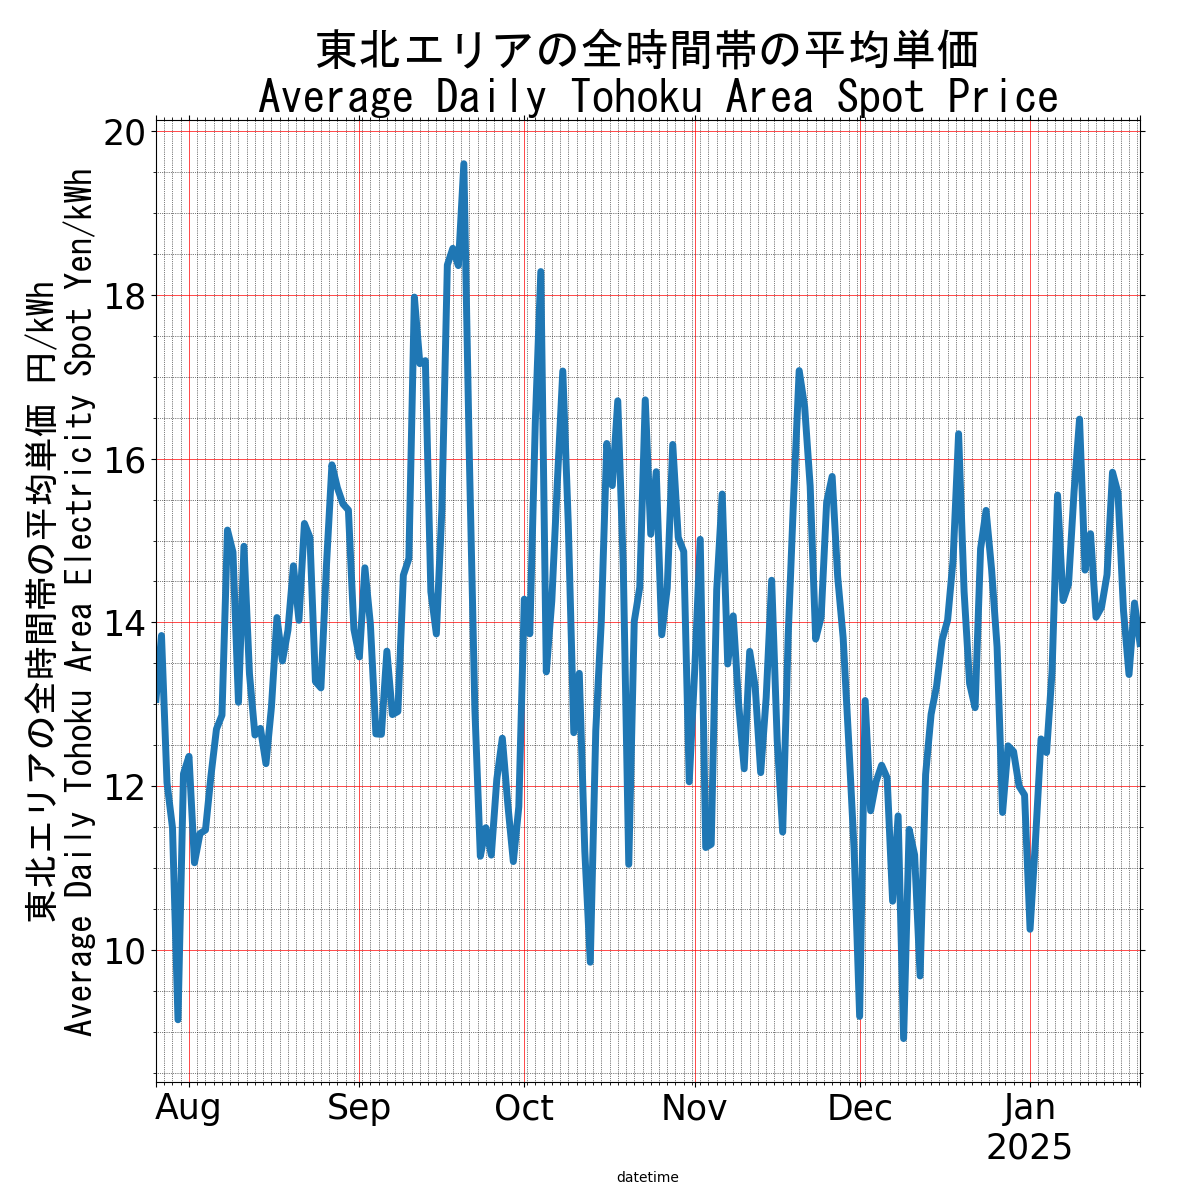 東北エリアの全時間帯の平均単価
Average Daily Tohoku Area Spot Price
東北エリアの全時間帯の平均単価 円/kWh
Average Daily Tohoku Area Electricity Spot Yen/kWh
20
18
16
14
12
10
Aug Sep Oct Nov Dec Jan
2025
datetime